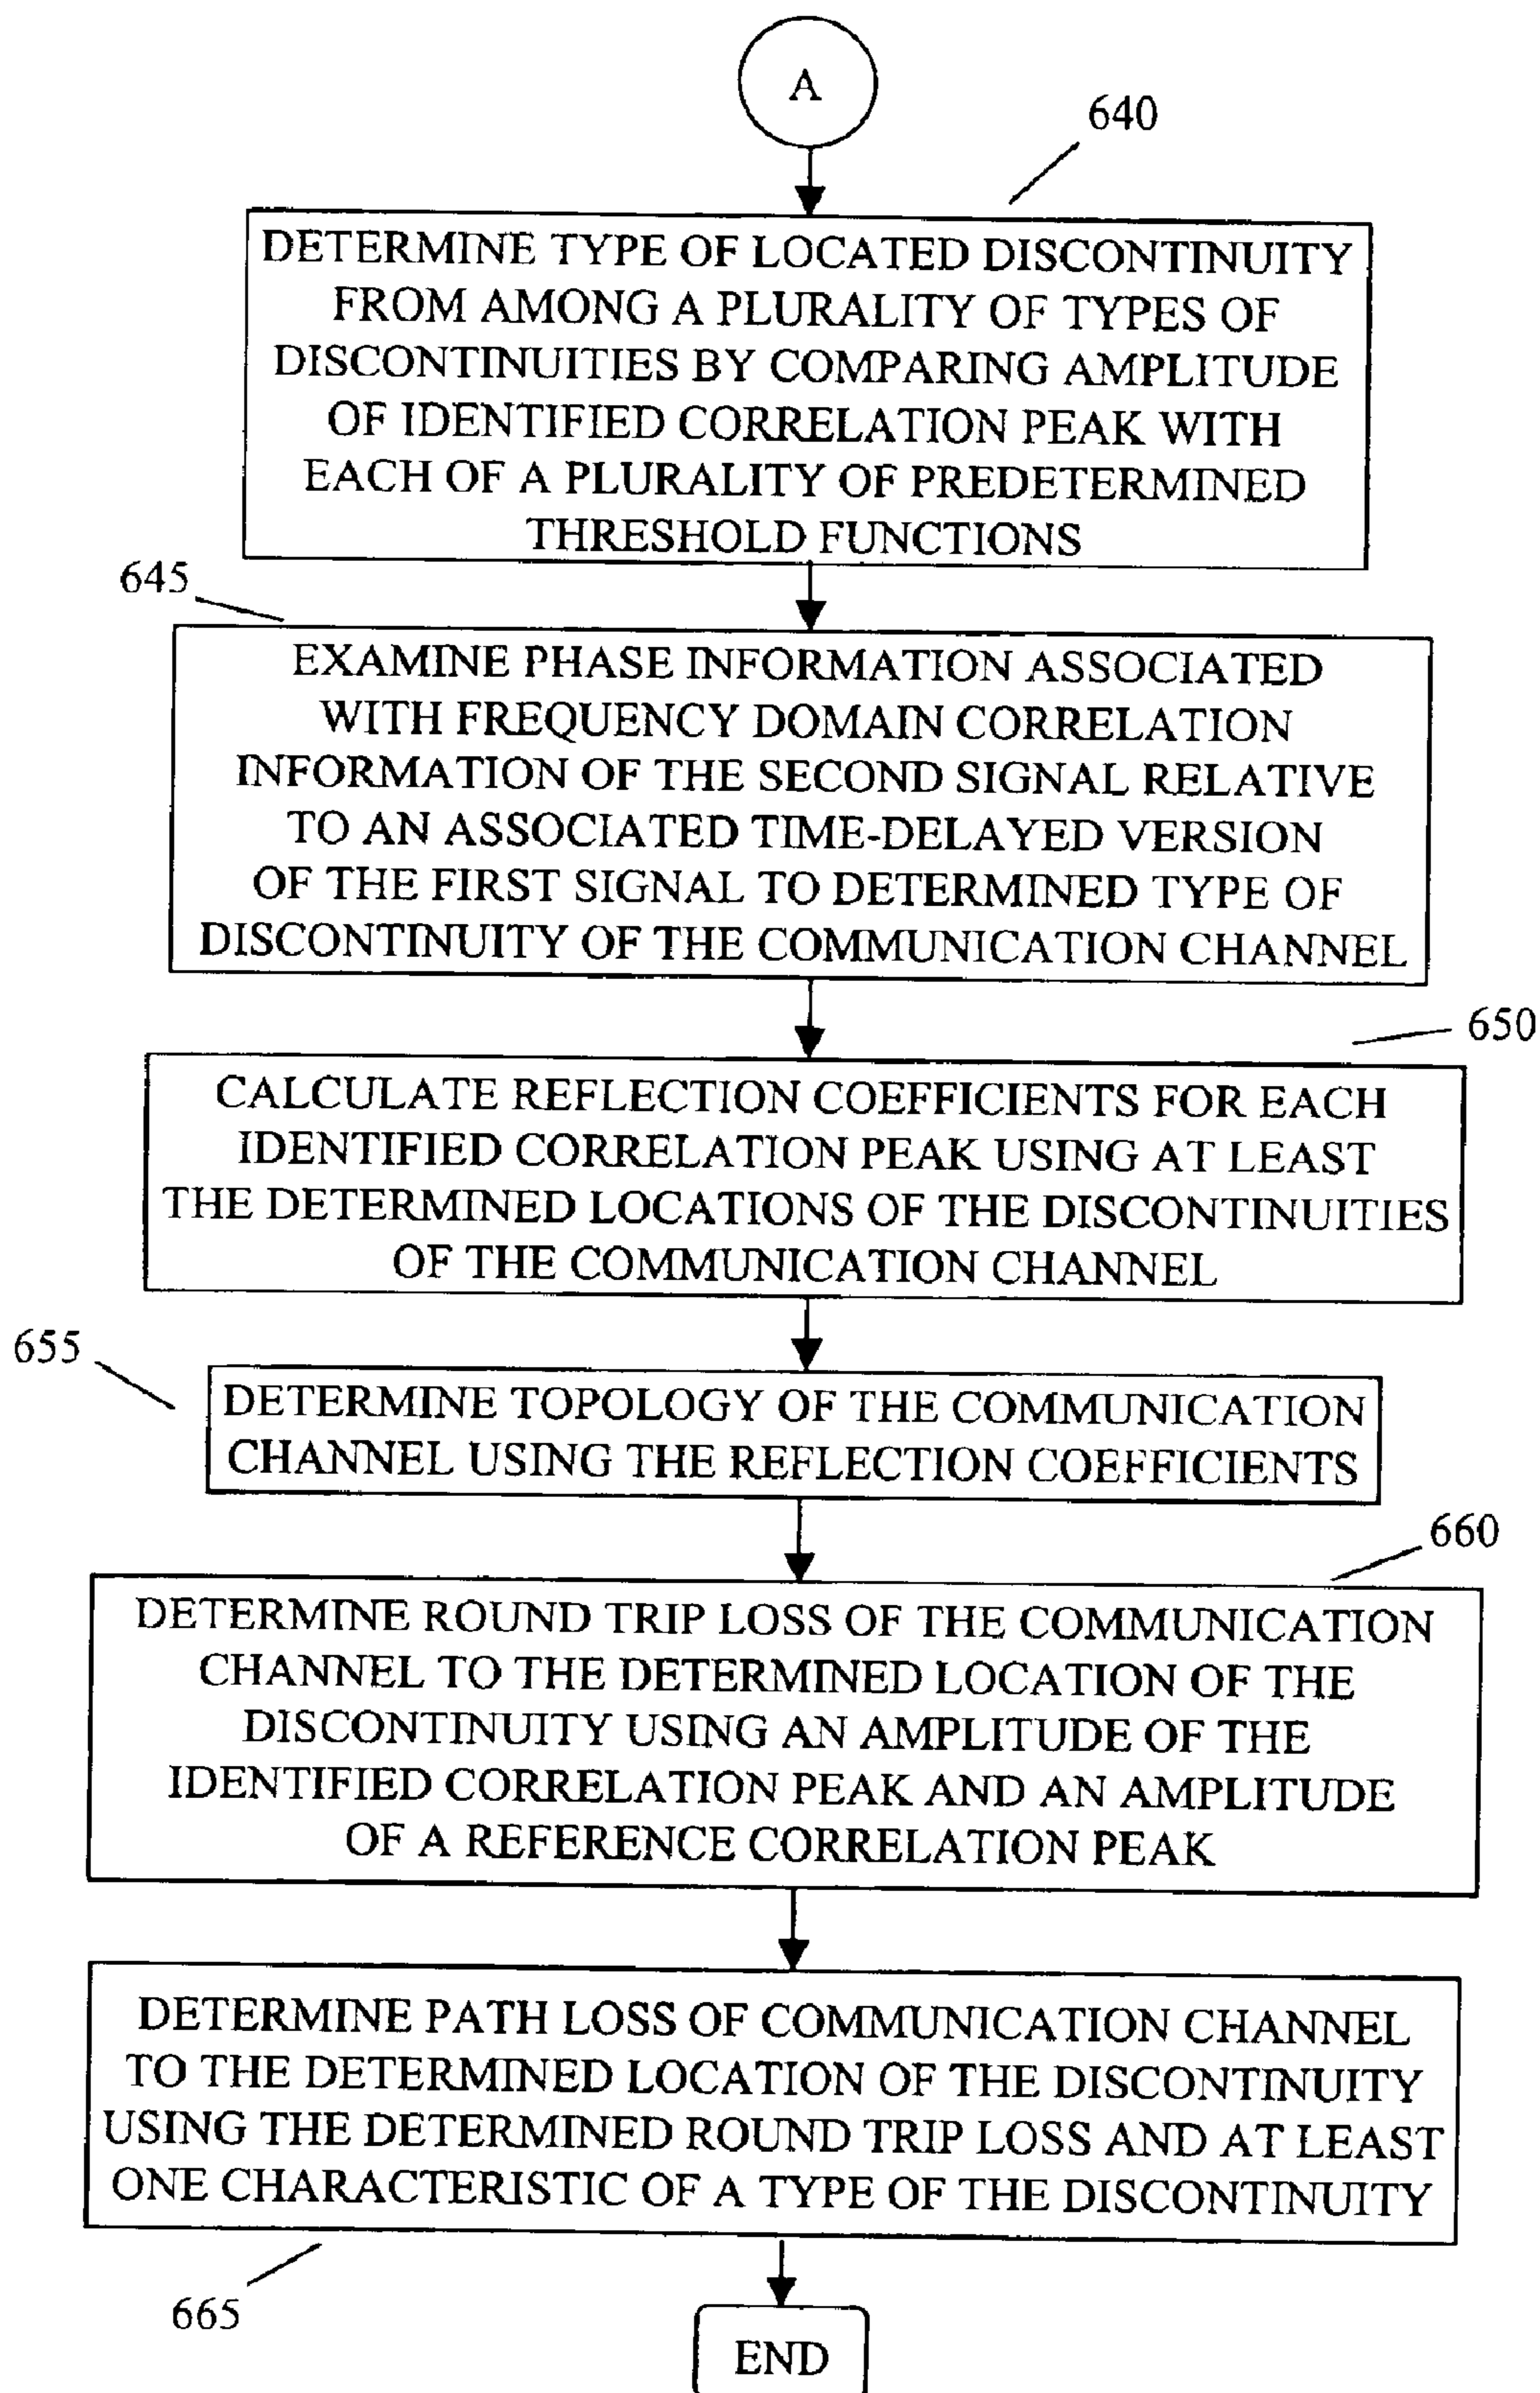 A
640
DETERMINE TYPE OF LOCATED DISCONTINUITY
FROM AMONG A PLURALITY OF TYPES OF
DISCONTINUITIES BY COMPARING AMPLITUDE
OF IDENTIFIED CORRELATION PEAK WITH
EACH OF A PLURALITY OF PREDETERMINED
THRESHOLD FUNCTIONS
645
EXAMINE PHASE INFORMATION ASSOCIATED
WITH FREQUENCY DOMAIN CORRELATION
INFORMATION OF THE SECOND SIGNAL RELATIVE
TO AN ASSOCIATED TIME-DELAYED VERSION
OF THE FIRST SIGNAL TO DETERMINED TYPE OF
DISCONTINUITY OF THE COMMUNICATION CHANNEL
650
CALCULATE REFLECTION COEFFICIENTS FOR EACH
IDENTIFIED CORRELATION PEAK USING AT LEAST
THE DETERMINED LOCATIONS OF THE DISCONTINUITIES
OF THE COMMUNICATION CHANNEL
655
DETERMINE TOPOLOGY OF THE COMMUNICATION
CHANNEL USING THE REFLECTION COEFFICIENTS
660
DETERMINE ROUND TRIP LOSS OF THE COMMUNICATION
CHANNEL TO THE DETERMINED LOCATION OF THE
DISCONTINUITY USING AN AMPLITUDE OF THE
IDENTIFIED CORRELATION PEAK AND AN AMPLITUDE
OF A REFERENCE CORRELATION PEAK
DETERMINE PATH LOSS OF COMMUNICATION CHANNEL
TO THE DETERMINED LOCATION OF THE DISCONTINUITY
USING THE DETERMINED ROUND TRIP LOSS AND AT LEAST
ONE CHARACTERISTIC OF A TYPE OF THE DISCONTINUITY
665
END